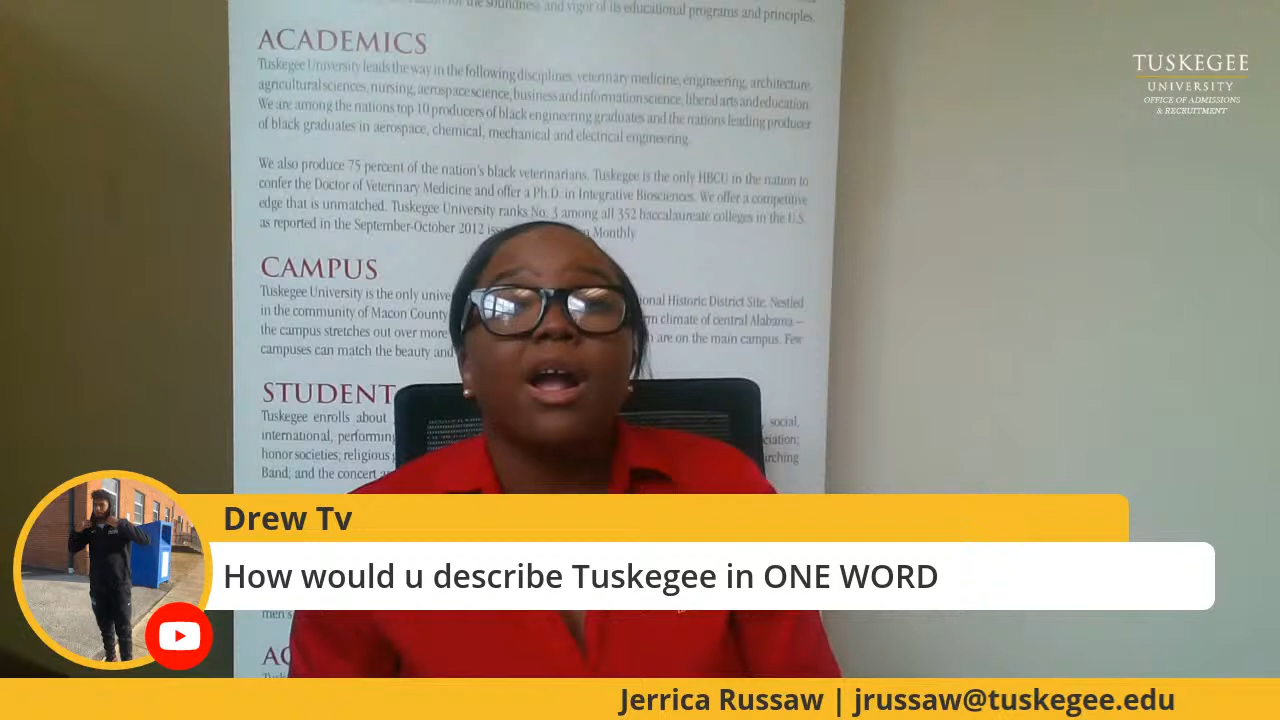 for the soundness and vigor of its educational programs and principles.
ACADEMICS
Tuskegee University leads the way in the following disciplines, veterinary medicine, engineering, architecture,
agricultural sciences, nursing, aerospace science, business and information science, liberal arts and education.
We are among the nations top 10 producers of black engineering graduates and the nations leading producer
of black graduates in aerospace, chemical, mechanical and electrical engineering.
We also produce 75 percent of the nation's black veterinarians. Tuskegee is the only HBCU in the nation to
confer the Doctor of Veterinary Medicine and offer a Ph.D. in Integrative Biosciences. We offer a competitive
edge that is unmatched. Tuskegee University ranks No. 3 among all 352 baccalaureate colleges in the U.S.
as reported in the September-October 2012 Monthly
CAMPUS
Tuskegee University is the only Historic District Site. Nestled
in the community of Macon County climate of central Alabama –
the campus stretches out over more are on the main campus. Few
campuses can match the beauty and
STUDENT
Tuskegee enrolls about social,
international, performing
honor societies; religious
Band; and the concert
TUSKEGEE
UNIVERSITY
OFFICE OF ADMISSIONS
& RECRUITMENT
Drew Tv
How would u describe Tuskegee in ONE WORD
Jerrica Russaw | jrussaw@tuskegee.edu